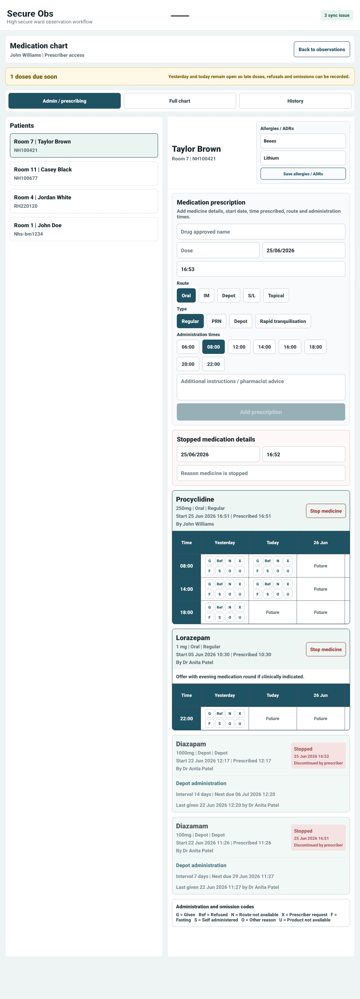 Secure Obs
High secure ward observation workflow
3 sync issue
Medication chart
John Williams | Prescriber access
Back to observations
1 doses due soon
Yesterday and today remain open so late doses, refusals and omissions can be recorded.
Admin / prescribing
Full chart
History
Patients
Room 7 | Taylor Brown
NH100421
Room 11 | Casey Black
NH100677
Room 4 | Jordan White
RH220120
Room 1 | John Doe
Nhs-bm1234
Taylor Brown
Room 7 | NH100421
Allergies / ADRs
Beees
Lithium
Save allergies / ADRs
Medication prescription
Add medicine details, start date, time prescribed, route and administration
times.
Drug approved name
Dose
25/06/2026
16:53
Route
Oral IM Depot S/L Topical
Type
Regular PRN Depot Rapid tranquilisation
Administration times
06:00 08:00 12:00 14:00 16:00 18:00
20:00 22:00
Additional instructions / pharmacist advice
Add prescription
Stopped medication details
25/06/2026 16:52
Reason medicine is stopped
Procyclidine
250mg | Oral | Regular
Start 25 Jun 2026 16:51 | Prescribed 16:51
By John Williams
Stop medicine
Time Yesterday Today 26 Jun
08:00
G Ref N X G Ref N X
F S O U F S O U
Future
14:00
G Ref N X G Ref N X
F S O U F S O U
Future
18:00
G Ref N X
F S O U
Future Future
Lorazepam
1 mg | Oral | Regular
Start 05 Jun 2026 10:30 | Prescribed 10:30
By Dr Anita Patel
Stop medicine
Offer with evening medication round if clinically indicated.
Time Yesterday Today 26 Jun
22:00
G Ref N X
F S O U
Future Future
Diazapam
1000mg | Depot | Depot
Start 22 Jun 2026 12:17 | Prescribed 12:17
By Dr Anita Patel
Stopped
25 Jun 2026 16:52
Discontinued by prescriber
Depot administration
Interval 14 days | Next due 06 Jul 2026 12:20
Last given 22 Jun 2026 12:20 by Dr Anita Patel
Diazamam
100mg | Depot | Depot
Start 22 Jun 2026 11:26 | Prescribed 11:26
By Dr Anita Patel
Stopped
25 Jun 2026 16:51
Discontinued by prescriber
Depot administration
Interval 7 days | Next due 29 Jun 2026 11:27
Last given 22 Jun 2026 11:27 by Dr Anita Patel
Administration and omission codes
G = Given Ref = Refused N = Route not available X = Prescriber request F =
Fasting S = Self administered O = Other reason U = Product not available